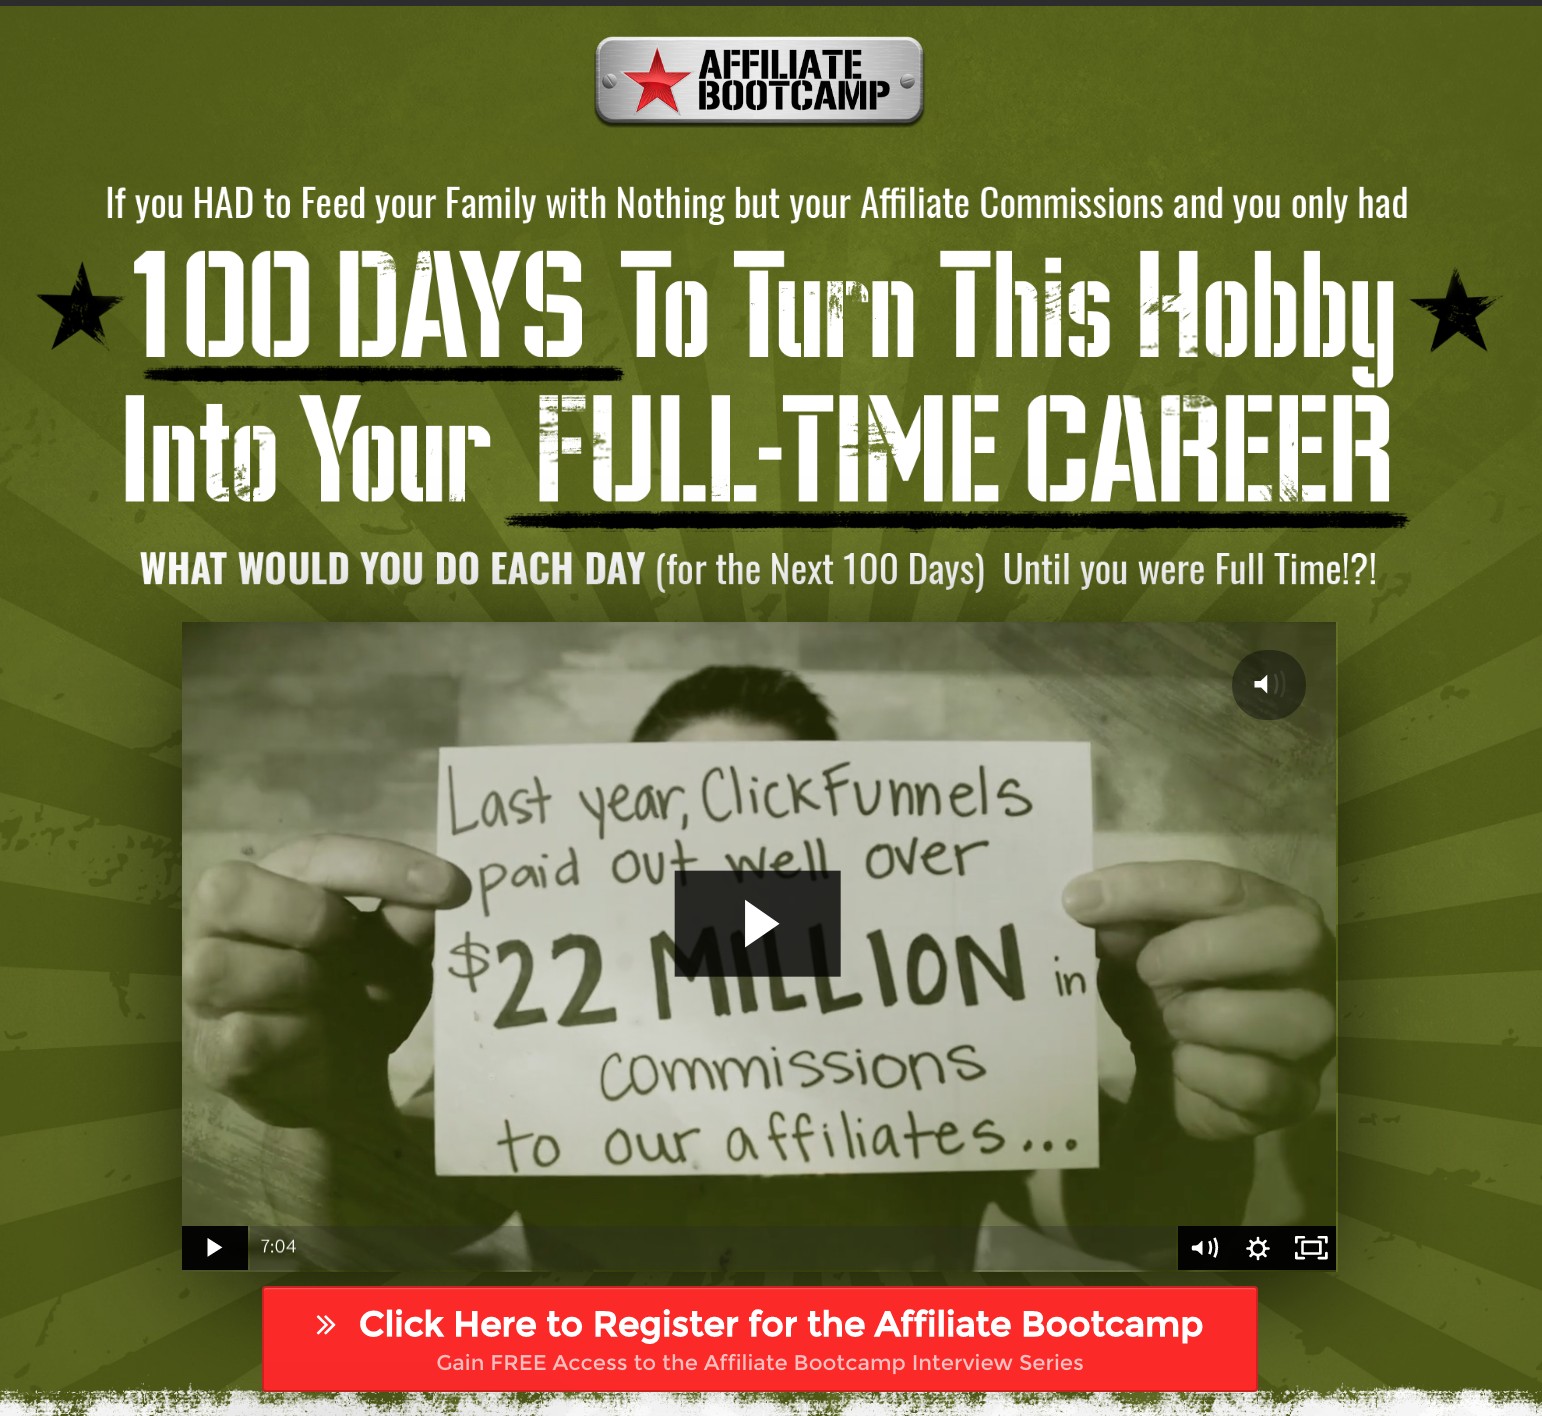 AFFILIATE
BOOTCAMP
If you HAD to Feed your Family with Nothing but your Affiliate Commissions and you only had
100 DAYS To Turn This Hobby
Into Your FULL-TIME CAREER
WHAT WOULD YOU DO EACH DAY (for the Next 100 Days) Until you were Full Time!?!
Last year, ClickFunnels
paid out well over
$22 MILLION in
commissions
to our affiliates...
7:04
» Click Here to Register for the Affiliate Bootcamp
Gain FREE Access to the Affiliate Bootcamp Interview Series